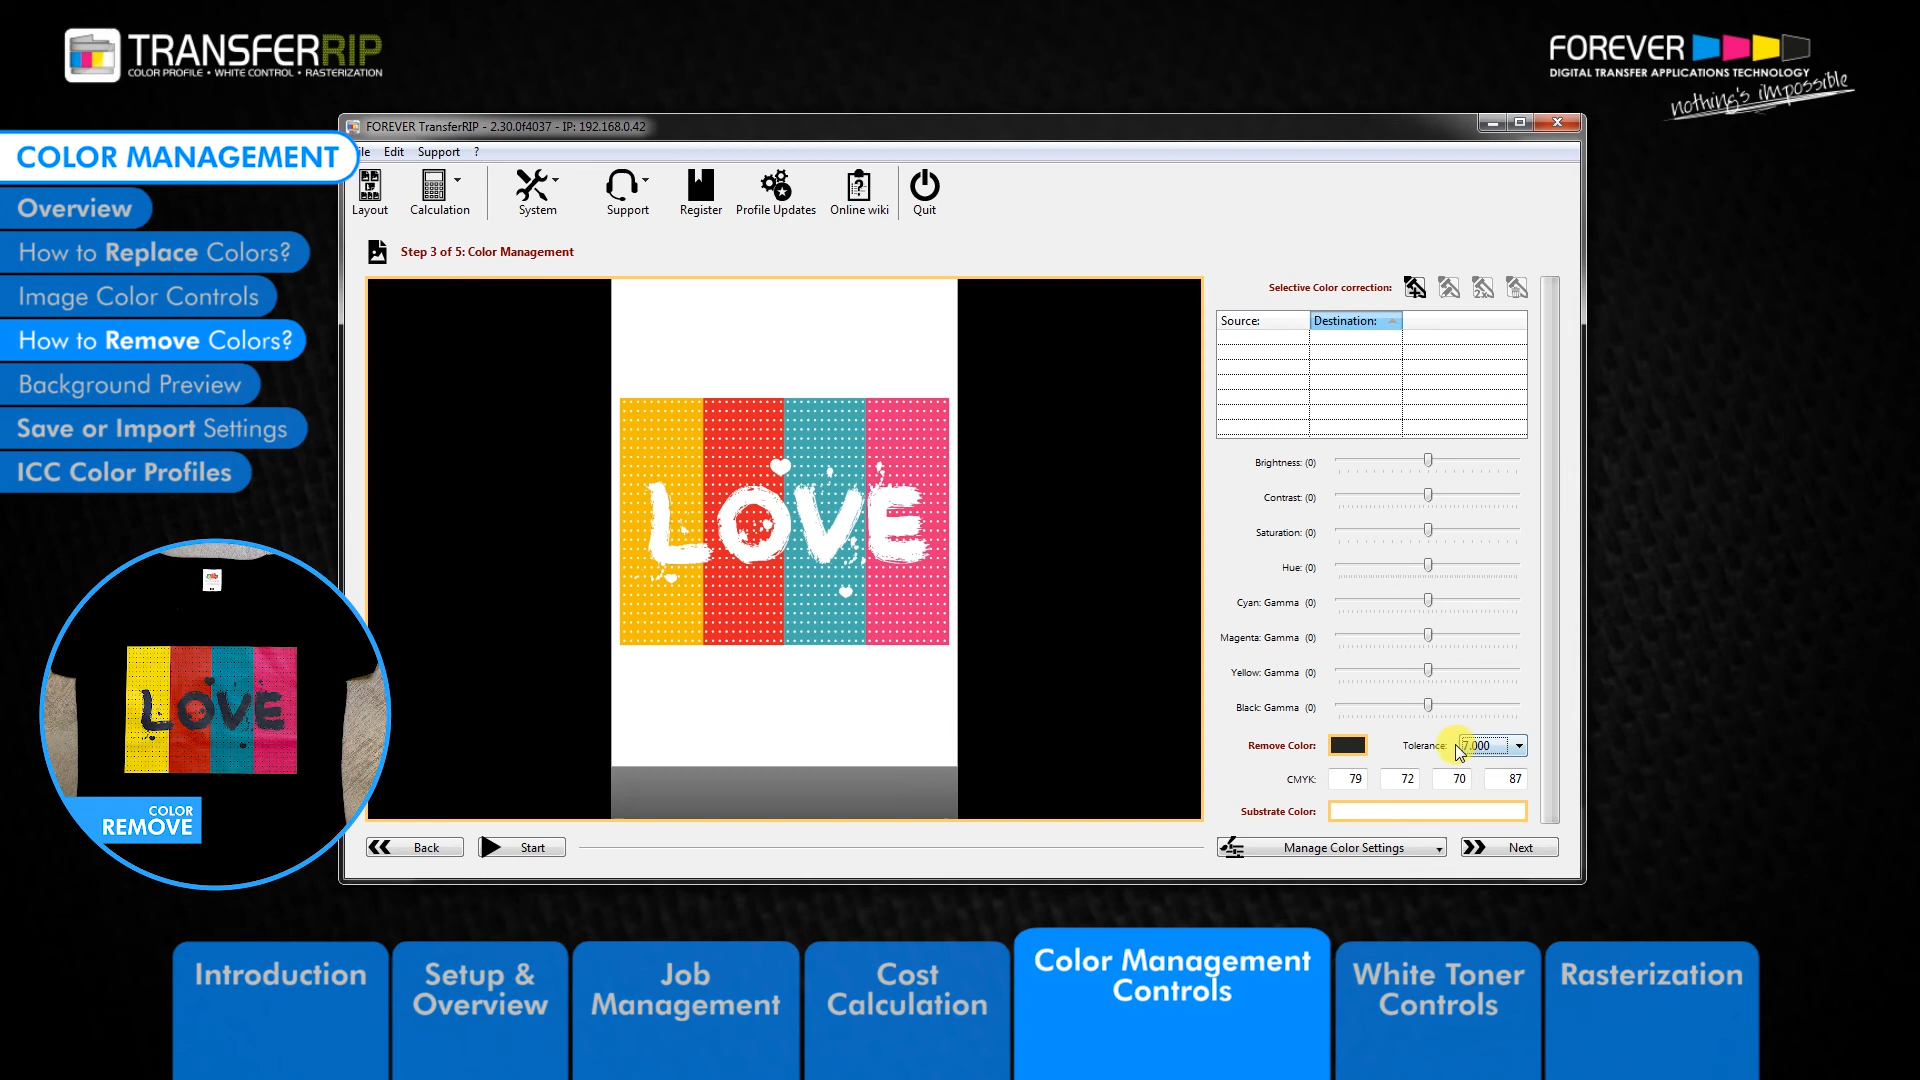 TRANSFERRIP
COLOR PROFILE • WHITE CONTROL • RASTERIZATION
FOREVER
DIGITAL TRANSFER APPLICATIONS TECHNOLOGY
nothing's impossible
COLOR MANAGEMENT
Overview
How to Replace Colors?
Image Color Controls
How to Remove Colors?
Background Preview
Save or Import Settings
ICC Color Profiles
LOVE
COLOR
REMOVE
FOREVER TransferRIP - 2.30.0f4037 - IP: 192.168.0.42
ile Edit Support ?
Layout Calculation System Support Register Profile Updates Online wiki Quit
Step 3 of 5: Color Management
LOVE
Selective Color correction:
2x
Source: Destination:
Brightness: (0)
Contrast: (0)
Saturation: (0)
Hue: (0)
Cyan: Gamma (0)
Magenta: Gamma (0)
Yellow: Gamma (0)
Black: Gamma (0)
Remove Color: Tolerance: 7.000
CMYK: 79 72 70 87
Substrate Color:
Back Start Manage Color Settings Next
Introduction
Setup &
Overview
Job
Management
Cost
Calculation
Color Management
Controls
White Toner
Controls
Rasterization